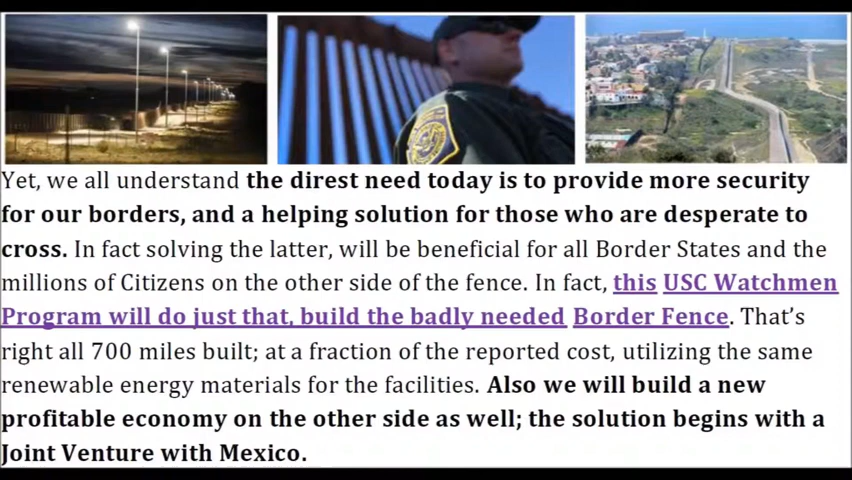 Yet, we all understand the direst need today is to provide more security
for our borders, and a helping solution for those who are desperate to
cross. In fact solving the latter, will be beneficial for all Border States and the
millions of Citizens on the other side of the fence. In fact, this USC Watchmen
Program will do just that, build the badly needed Border Fence. That’s
right all 700 miles built; at a fraction of the reported cost, utilizing the same
renewable energy materials for the facilities. Also we will build a new
profitable economy on the other side as well; the solution begins with a
Joint Venture with Mexico.